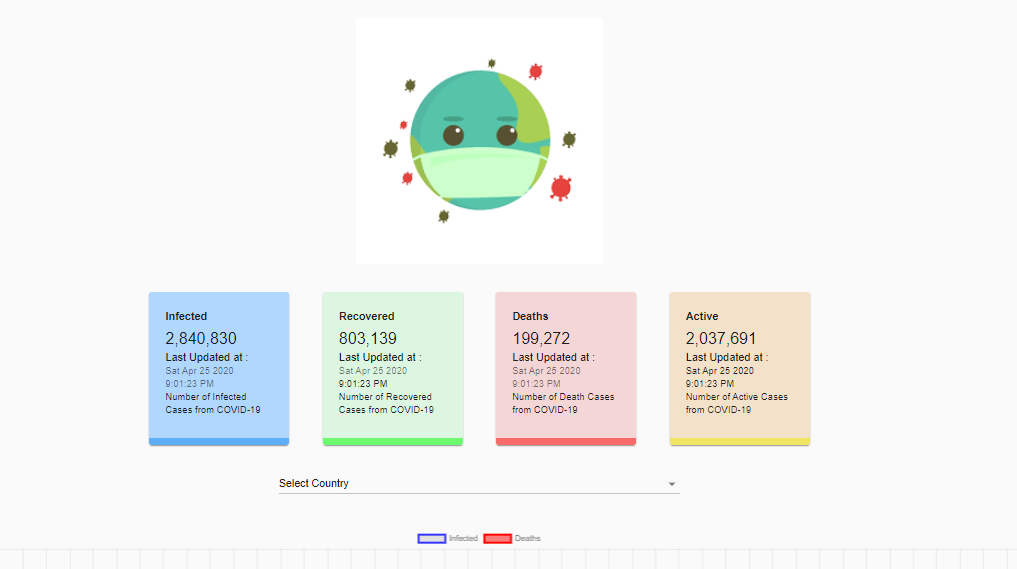 Infected
2,840,830
Last Updated at :
Sat Apr 25 2020
9:01:23 PM
Number of Infected
Cases from COVID-19
Recovered
803,139
Last Updated at :
Sat Apr 25 2020
9:01:23 PM
Number of Recovered
Cases from COVID-19
Deaths
199,272
Last Updated at :
Sat Apr 25 2020
9:01:23 PM
Number of Death Cases
from COVID-19
Active
2,037,691
Last Updated at :
Sat Apr 25 2020
9:01:23 PM
Number of Active Cases
from COVID-19
Select Country
Infected Deaths